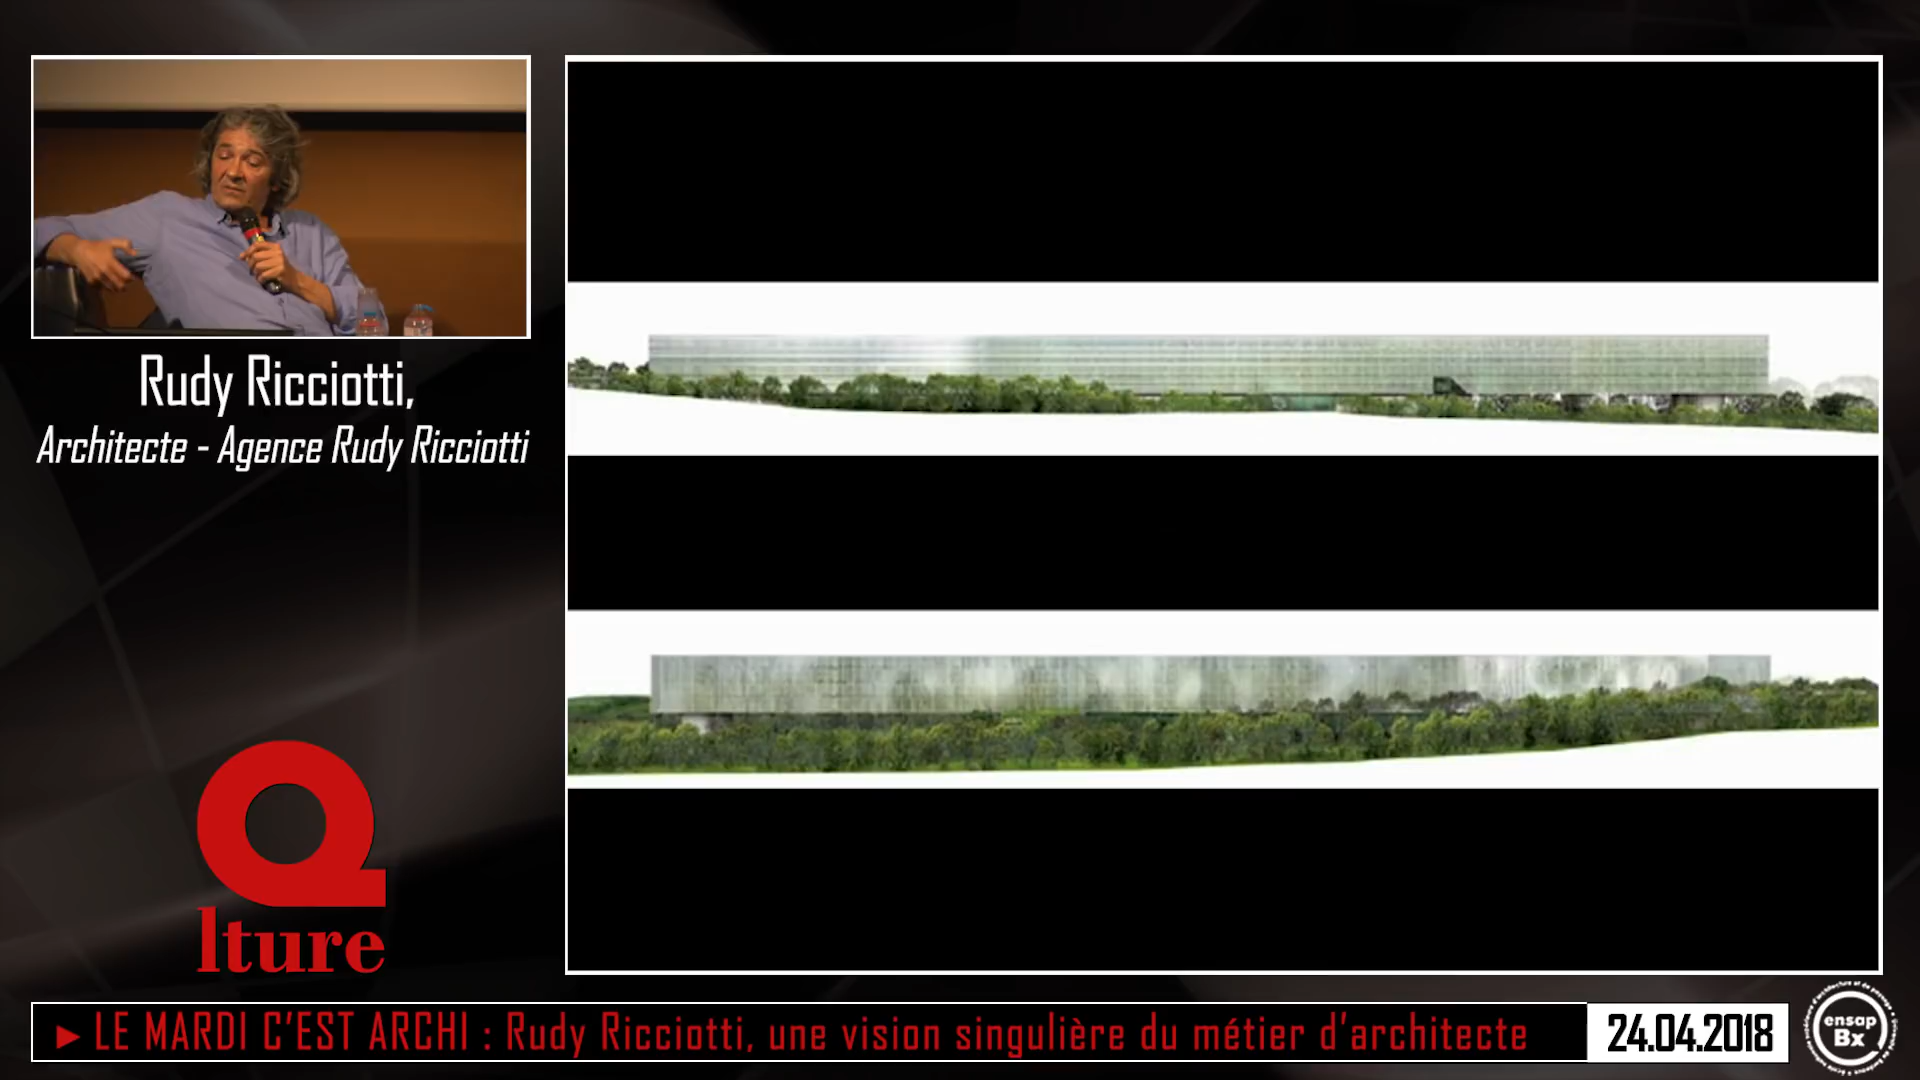 Rudy Ricciotti,
Architecte - Agence Rudy Ricciotti
Q
lture
► LE MARDI C'EST ARCHI : Rudy Ricciotti, une vision singulière du métier d'architecte
24.04.2018
ensap
Bx